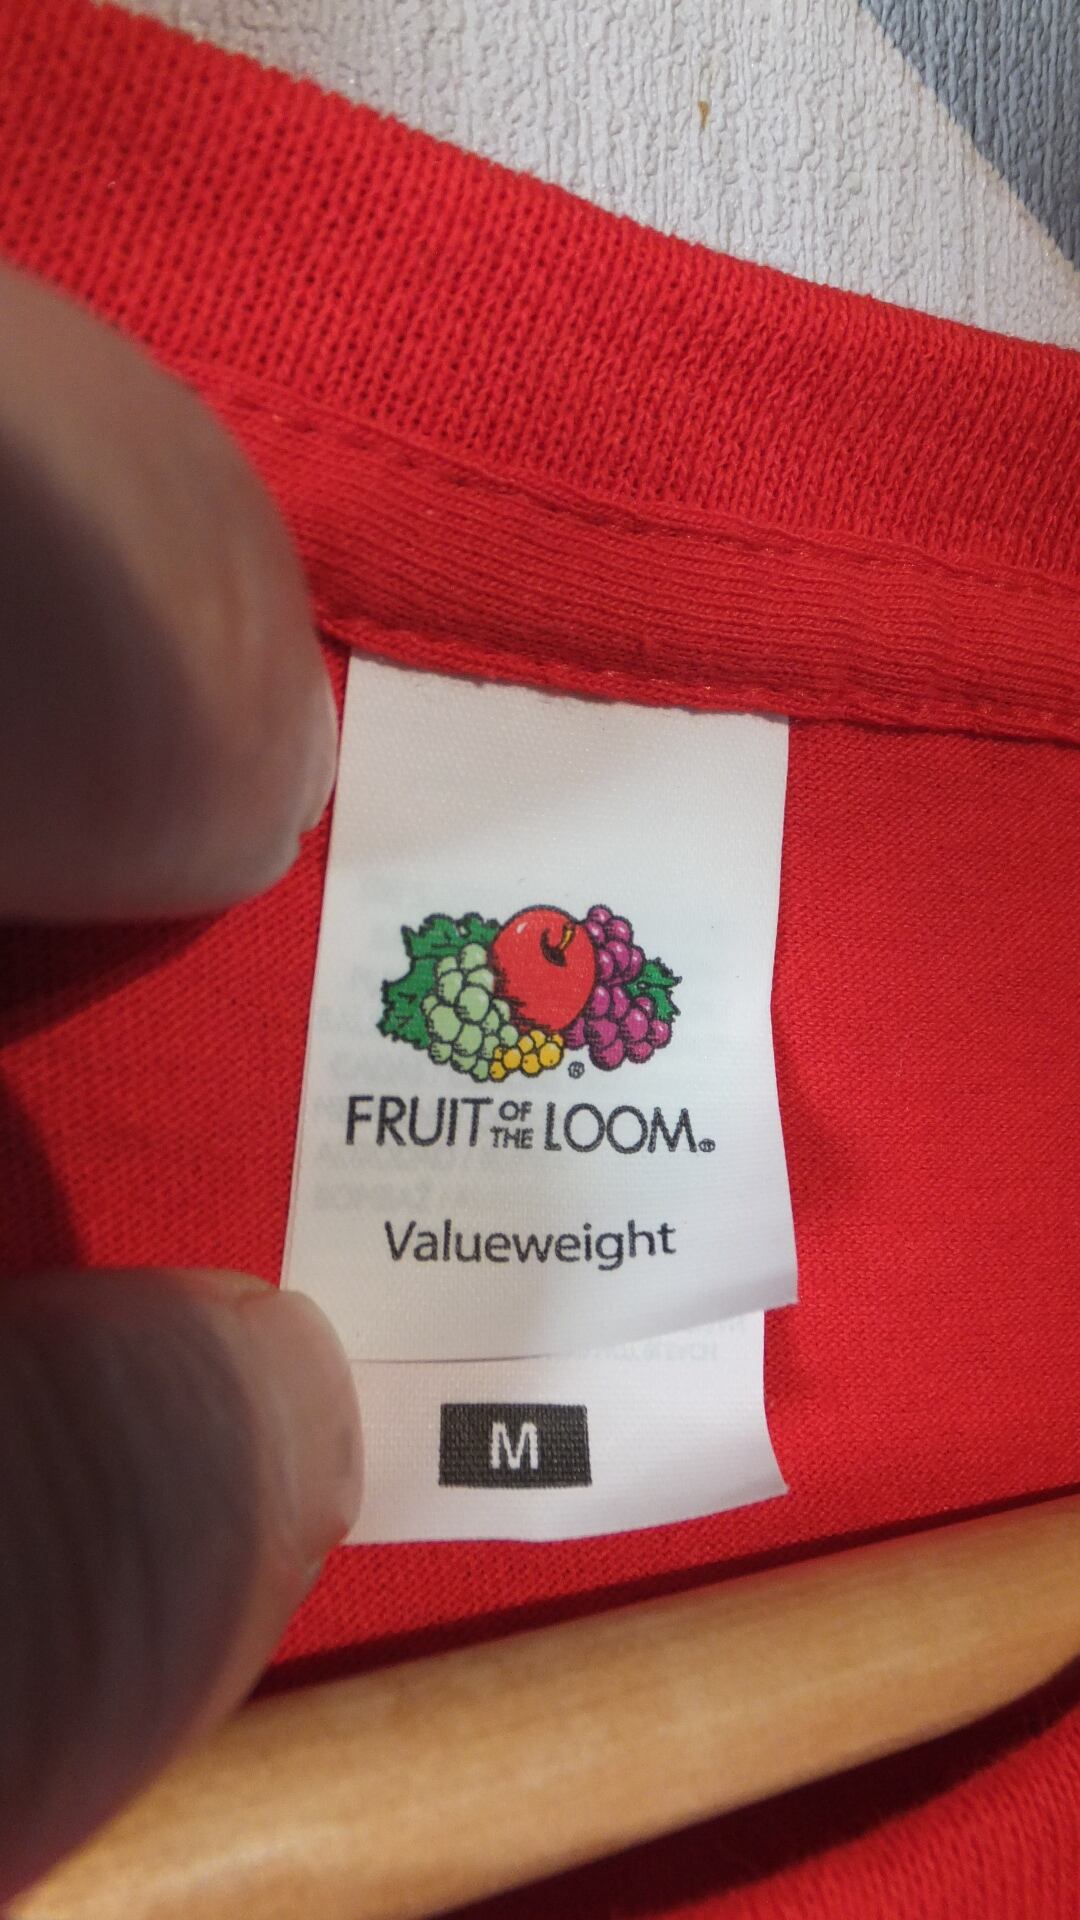 FRUIT OF THE LOOM®
Valueweight
M